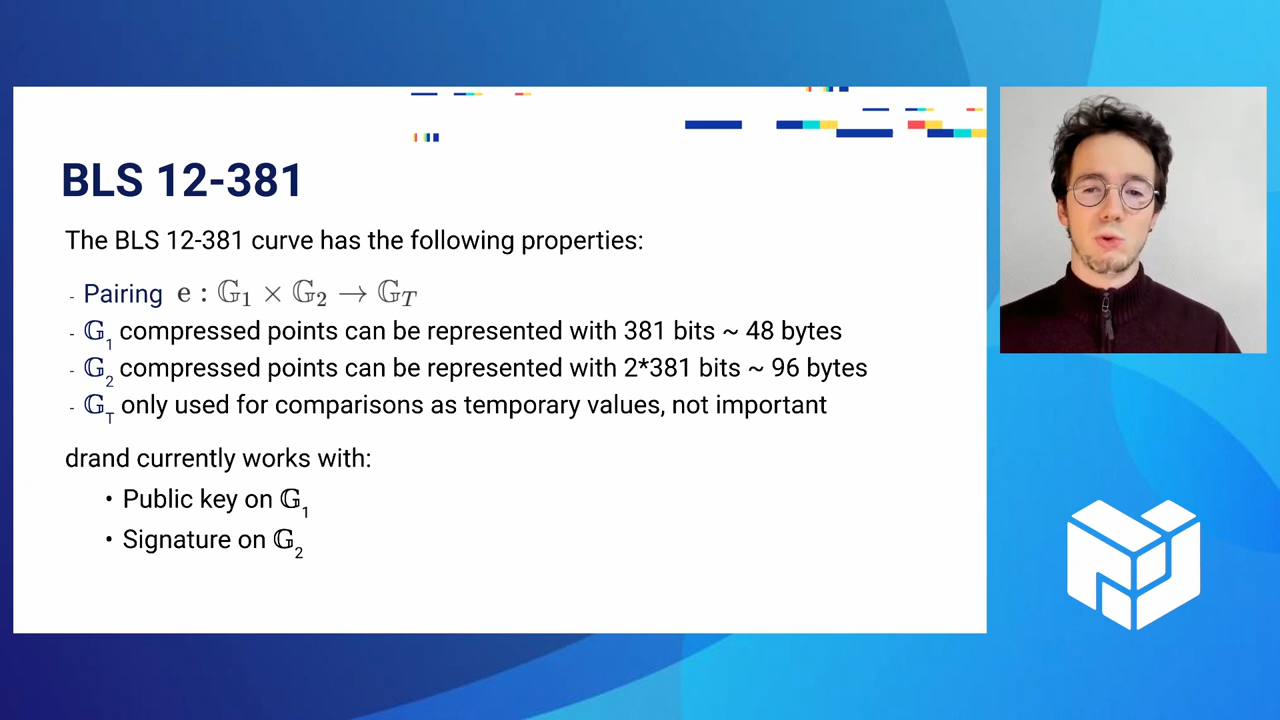 BLS 12-381
The BLS 12-381 curve has the following properties:
- Pairing e : 𝔾₁ × 𝔾₂ → 𝔾_T
- 𝔾₁ compressed points can be represented with 381 bits ~ 48 bytes
- 𝔾₂ compressed points can be represented with 2*381 bits ~ 96 bytes
- 𝔾_T only used for comparisons as temporary values, not important
drand currently works with:
• Public key on 𝔾₁
• Signature on 𝔾₂